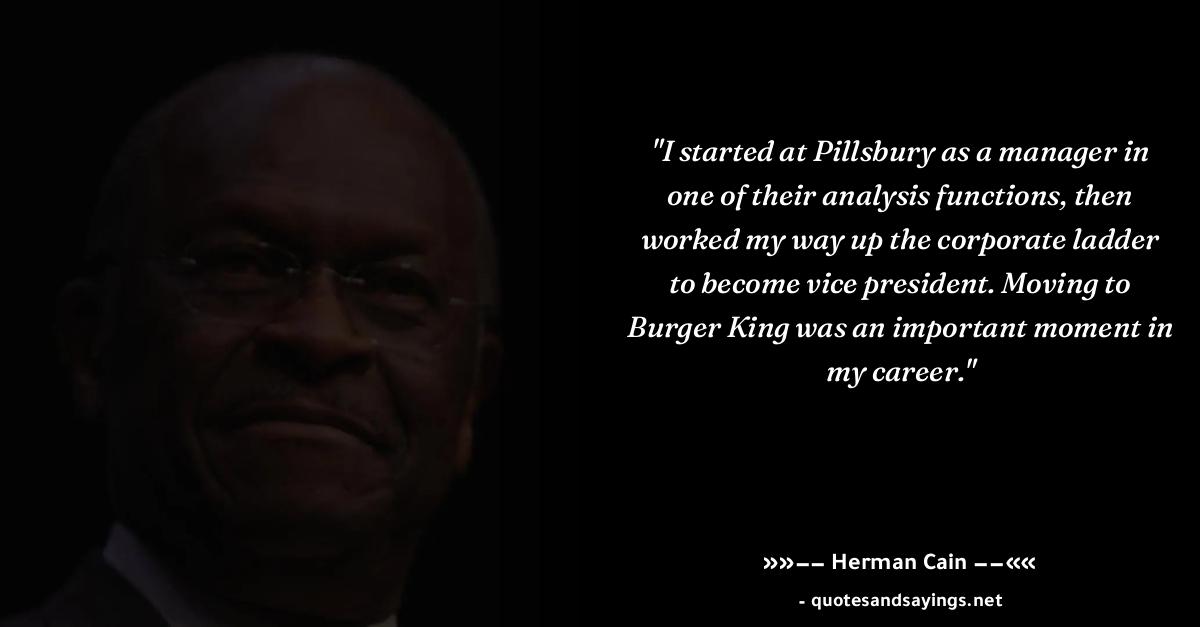 "I started at Pillsbury as a manager in
one of their analysis functions, then
worked my way up the corporate ladder
to become vice president. Moving to
Burger King was an important moment in
my career."
»»−− Herman Cain −−««
- quotesandsayings.net